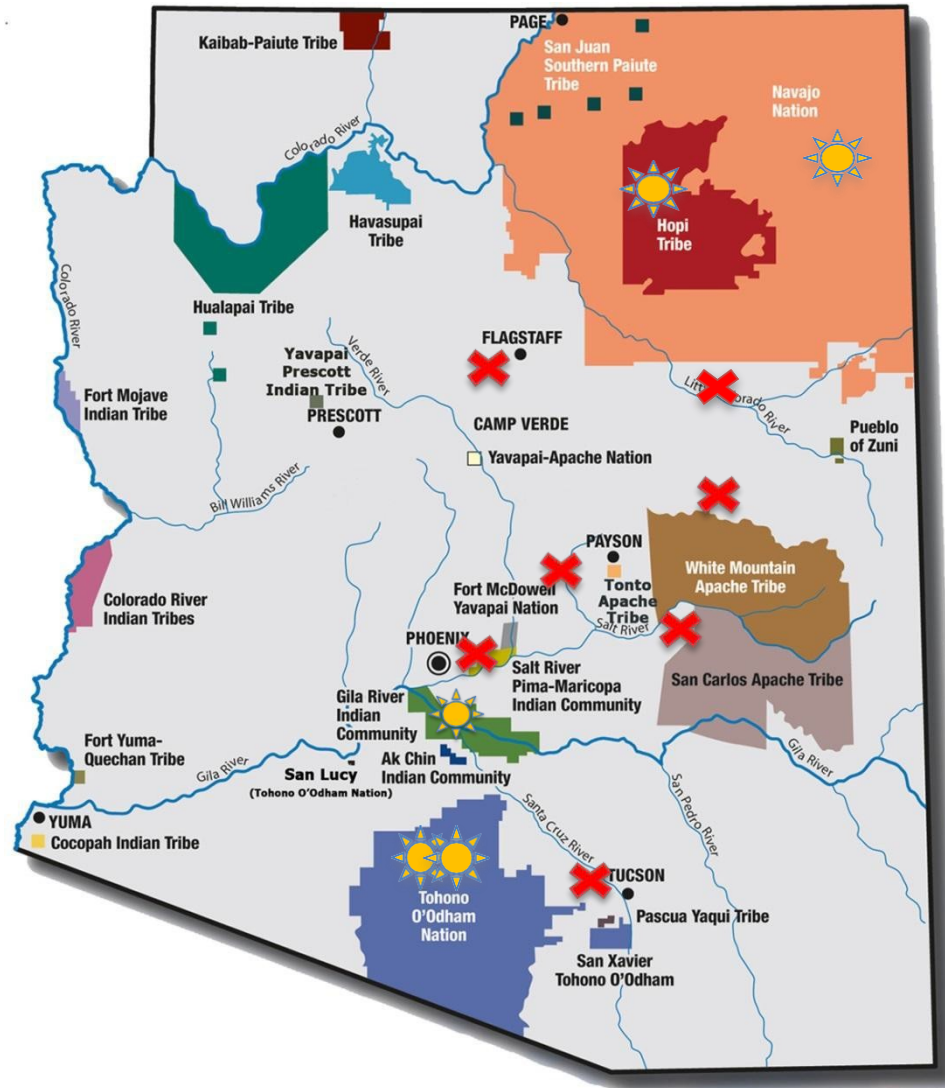 PAGE
Kaibab-Paiute Tribe
San Juan
Southern Paiute
Tribe
Navajo
Nation
Colorado River
Havasupai
Tribe
Hopi
Tribe
Colorado River
Hualapai Tribe
FLAGSTAFF
Verde River
Yavapai
Prescott
Indian Tribe
PRESCOTT
Fort Mojave
Indian Tribe
River
CAMP VERDE
Pueblo
of Zuni
Yavapai-Apache Nation
Bill Williams River
PAYSON
White Mountain
Apache Tribe
Tonto
Apache
Tribe
Fort McDowell
Yavapai Nation
Colorado River
Indian Tribes
Salt River
PHOENIX
Salt River
Pima-Maricopa
Indian Community
San Carlos Apache Tribe
Gila River
Indian
Community
Ak Chin
Indian Community
Gila River
Fort Yuma-
Quechan Tribe
Gila River
San Lucy
(Tohono O'Odham Nation)
San Pedro River
Santa Cruz River
YUMA
Cocopah Indian Tribe
TUCSON
Tohono
O'Odham
Nation
Pascua Yaqui Tribe
San Xavier
Tohono O'Odham